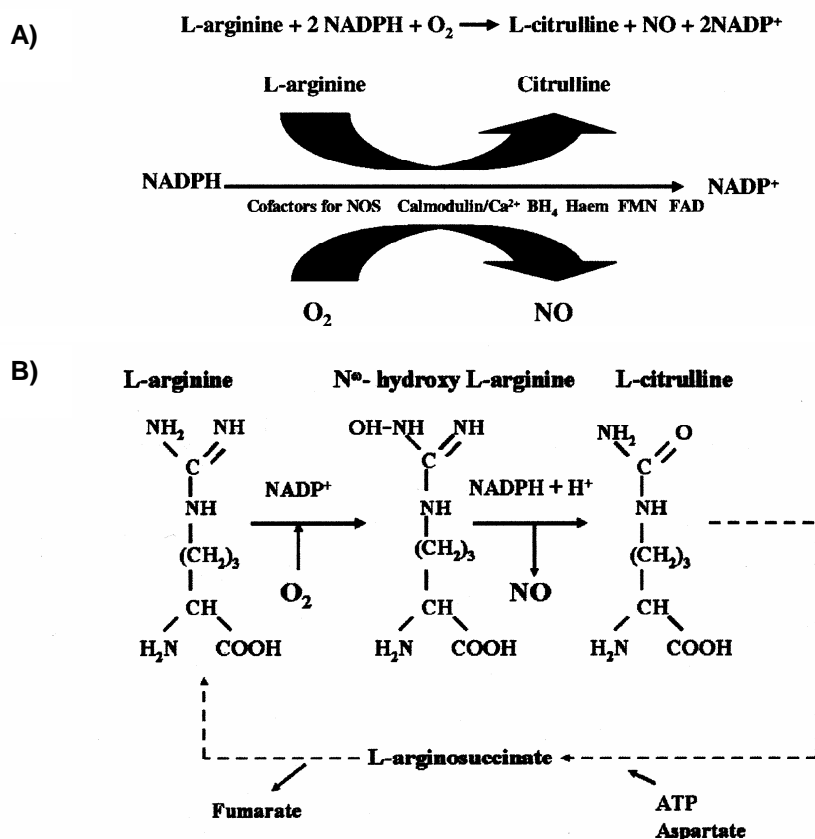 A)
L-arginine + 2 NADPH + O₂ → L-citrulline + NO + 2NADP⁺
L-arginine Citrulline
NADPH NADP⁺
Cofactors for NOS Calmodulin/Ca²⁺ BH₄ Haem FMN FAD
O₂ NO
B)
L-arginine Nᵚ- hydroxy L-arginine L-citrulline
NH₂ NH OH-NH NH NH₂ O
C C C
NADP⁺ NADPH + H⁺
NH NH NH
(CH₂)₃ (CH₂)₃ (CH₂)₃
O₂ NO
CH CH CH
H₂N COOH H₂N COOH H₂N COOH
L-arginosuccinate
Fumarate ATP
Aspartate